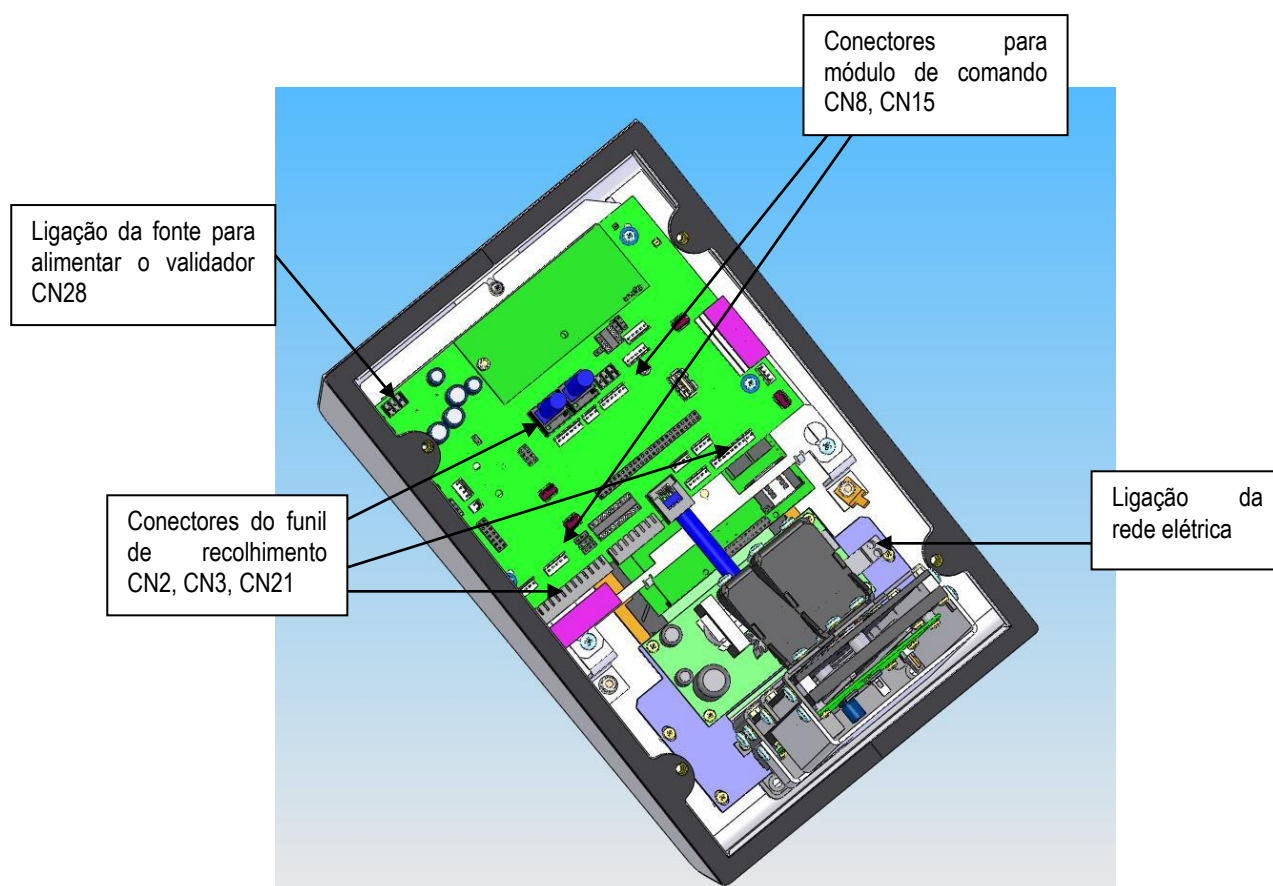 Conectores para
módulo de comando
CN8, CN15
Ligação da fonte para
alimentar o validador
CN28
Conectores do funil
de recolhimento
CN2, CN3, CN21
Ligação da
rede elétrica